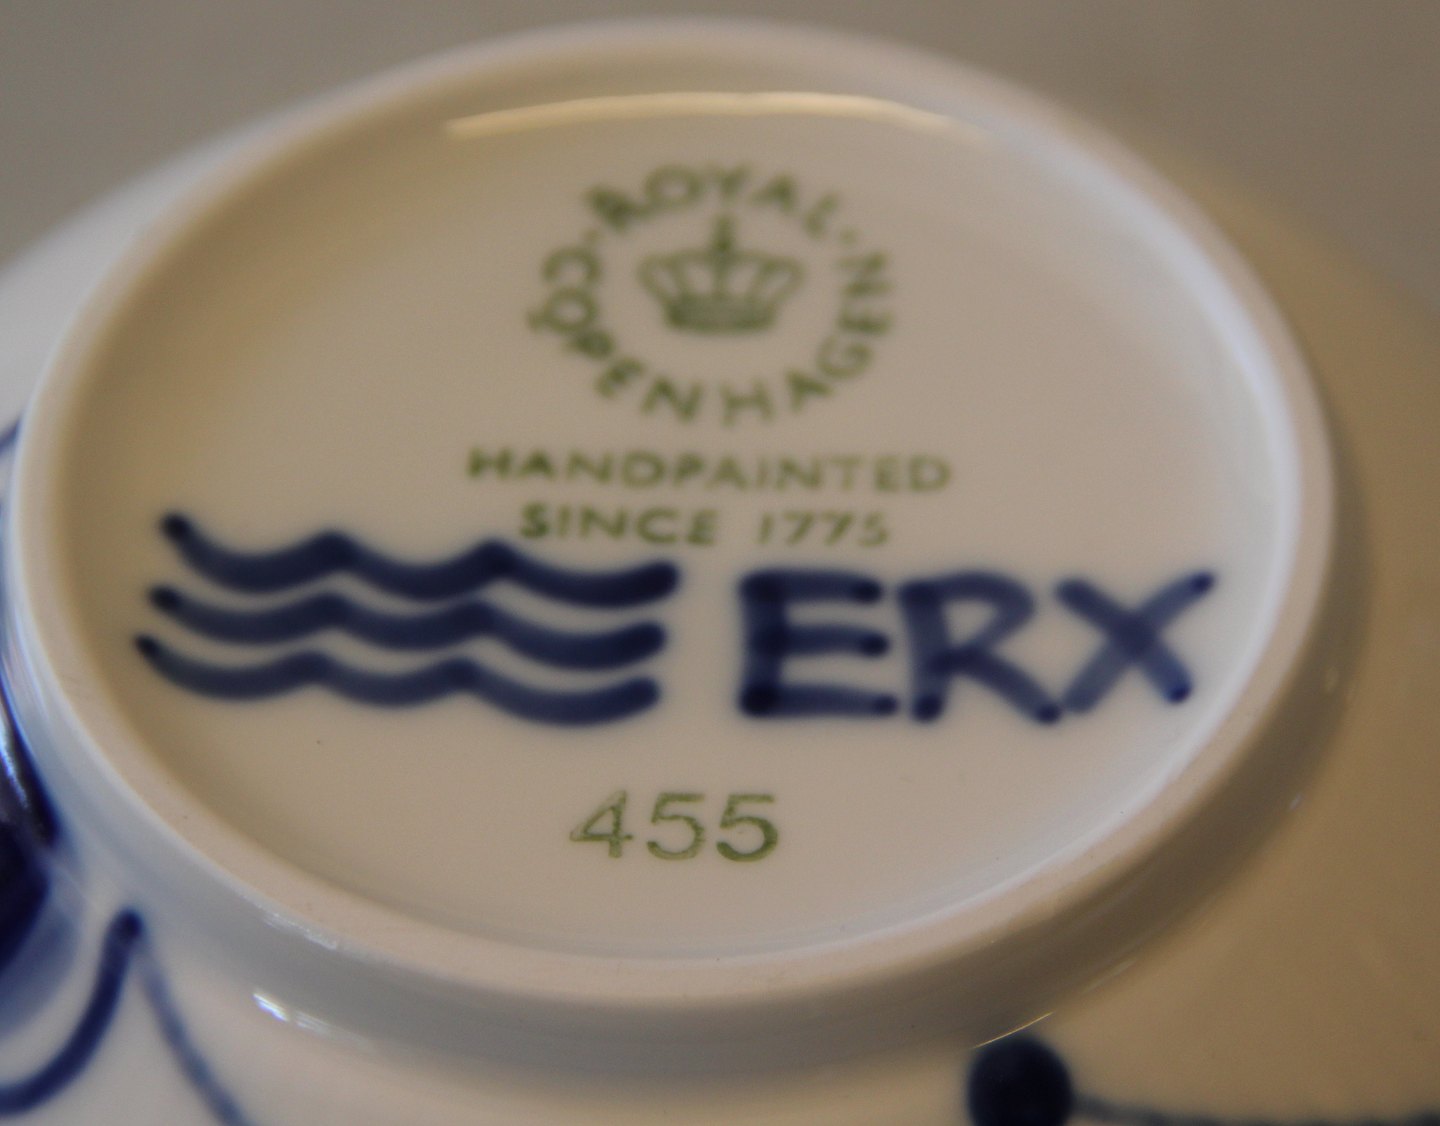 ROYAL · COPENHAGEN ·
HANDPAINTED
SINCE 1775
ERX
455